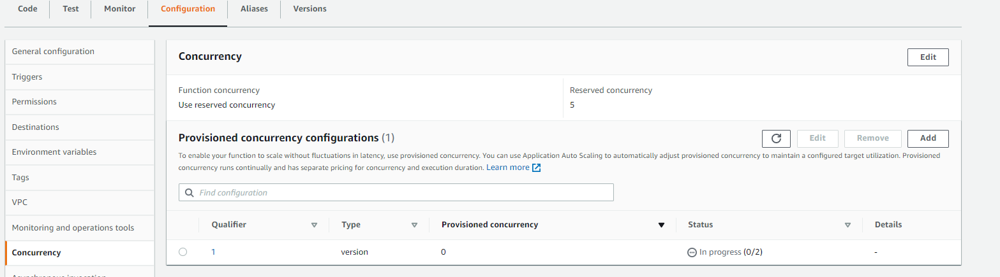 Code Test Monitor Configuration Aliases Versions
General configuration
Triggers
Permissions
Destinations
Environment variables
Tags
VPC
Monitoring and operations tools
Concurrency
Asynchronous invocation
Concurrency
Edit
Function concurrency
Use reserved concurrency
Reserved concurrency
5
Provisioned concurrency configurations (1)
Edit Remove Add
To enable your function to scale without fluctuations in latency, use provisioned concurrency. You can use Application Auto Scaling to automatically adjust provisioned concurrency to maintain a configured target utilization. Provisioned
concurrency runs continually and has separate pricing for concurrency and execution duration. Learn more
Find configuration
Qualifier Type Provisioned concurrency Status Details
1 version 0 In progress (0/2) -